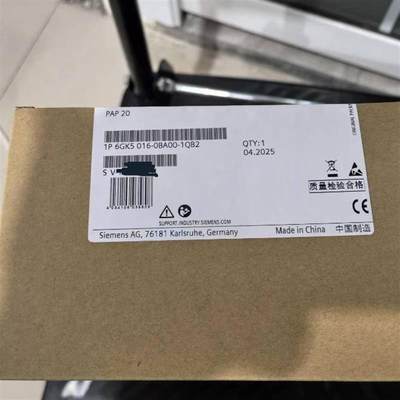 PAP 20
1P 6GK5 016-0BA00-1QB2
QTY:1
04.2025
S V
质量检验合格
SUPPORT.INDUSTRY.SIEMENS.COM
CE
Siemens AG, 76181 Karlsruhe, Germany
Made in China 中国制造